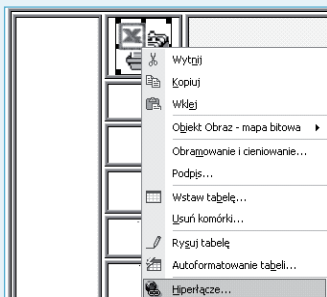 Wytnij
Kopiuj
Wklej
Obiekt Obraz - mapa bitowa
Obramowanie i cieniowanie...
Podpis...
Wstaw tabelę...
Usuń komórki...
Rysuj tabelę
Autoformatowanie tabeli...
Hiperłącze...